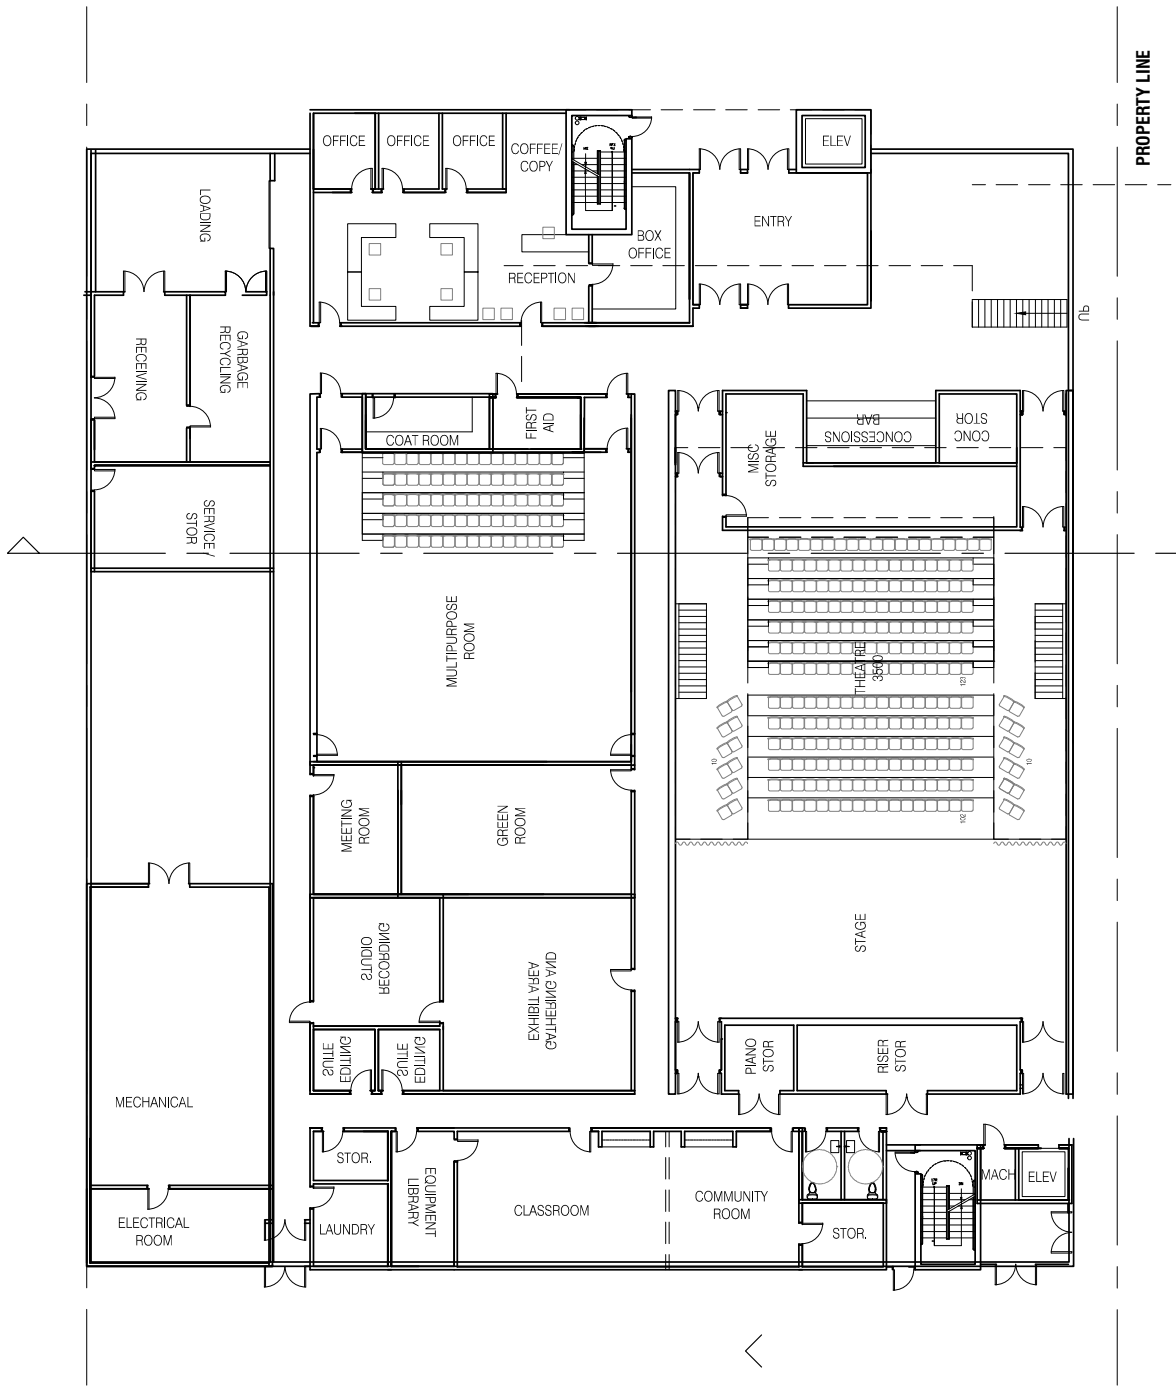 PROPERTY LINE
OFFICE
OFFICE
OFFICE
COFFEE/
COPY
ELEV
LOADING
BOX
OFFICE
ENTRY
RECEPTION
UP
RECEIVING
GARBAGE
RECYCLING
COAT ROOM
FIRST
AID
MISC
STORAGE
CONCESSIONS
BAR
CONC
STOR
SERVICE/
STOR
MULTIPURPOSE
ROOM
THEATRE
3500
123
10
10
102
MEETING
ROOM
GREEN
ROOM
RECORDING
STUDIO
GATHERING AND
EXHIBIT AREA
STAGE
EDITING
SUITE
EDITING
SUITE
PIANO
STOR
RISER
STOR
MECHANICAL
STOR.
EQUIPMENT
LIBRARY
CLASSROOM
COMMUNITY
ROOM
MACH
ELEV
ELECTRICAL
ROOM
LAUNDRY
STOR.